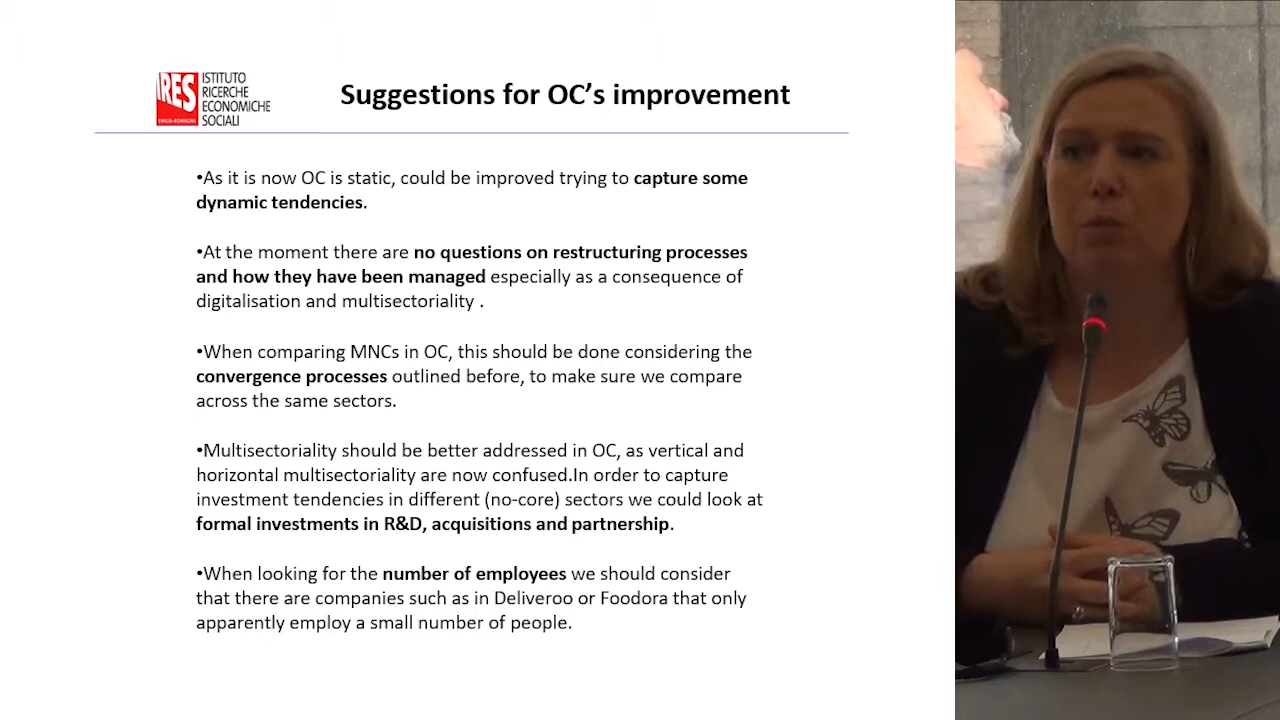 IRES
EMILIA-ROMAGNA
ISTITUTO
RICERCHE
ECONOMICHE
SOCIALI
Suggestions for OC’s improvement
•As it is now OC is static, could be improved trying to capture some
dynamic tendencies.
•At the moment there are no questions on restructuring processes
and how they have been managed especially as a consequence of
digitalisation and multisectoriality .
•When comparing MNCs in OC, this should be done considering the
convergence processes outlined before, to make sure we compare
across the same sectors.
•Multisectoriality should be better addressed in OC, as vertical and
horizontal multisectoriality are now confused.In order to capture
investment tendencies in different (no-core) sectors we could look at
formal investments in R&D, acquisitions and partnership.
•When looking for the number of employees we should consider
that there are companies such as in Deliveroo or Foodora that only
apparently employ a small number of people.